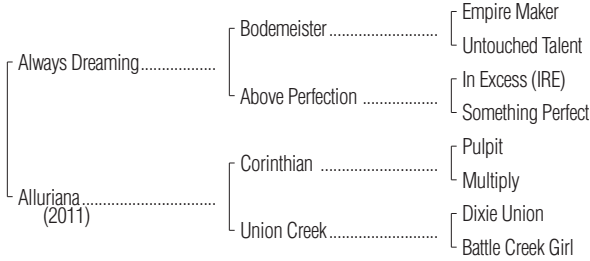 Empire Maker
Bodemeister
Untouched Talent
Always Dreaming
In Excess (IRE)
Above Perfection
Something Perfect
Pulpit
Corinthian
Multiply
Alluriana
(2011)
Dixie Union
Union Creek
Battle Creek Girl